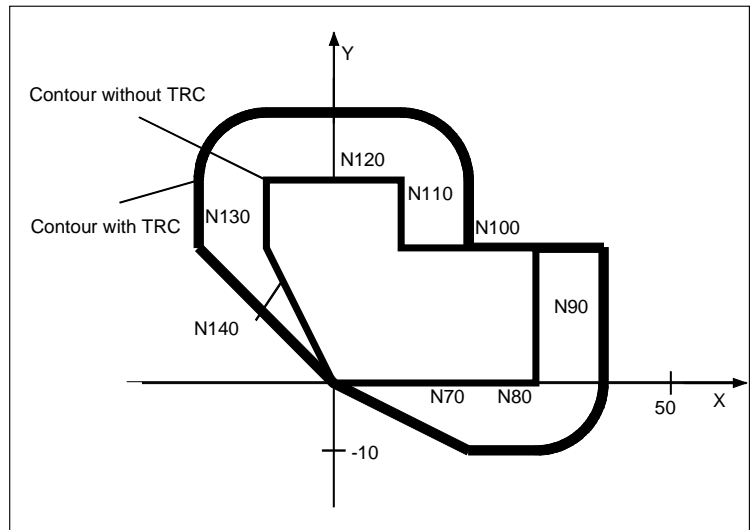 Y
Contour without TRC
N120
N110
N130
Contour with TRC
N100
N90
N140
N70
N80
X
50
-10